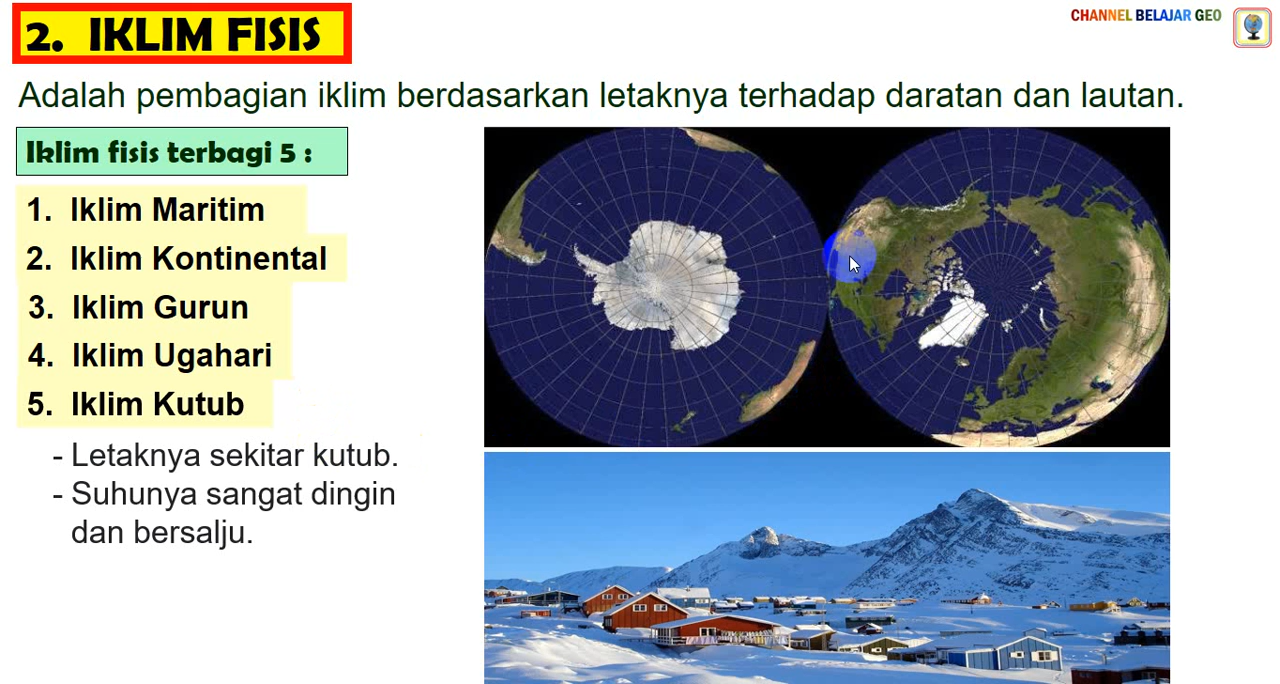 2. IKLIM FISIS
CHANNEL BELAJAR GEO
Adalah pembagian iklim berdasarkan letaknya terhadap daratan dan lautan.
Iklim fisis terbagi 5 :
1. Iklim Maritim
2. Iklim Kontinental
3. Iklim Gurun
4. Iklim Ugahari
5. Iklim Kutub
- Letaknya sekitar kutub.
- Suhunya sangat dingin
dan bersalju.